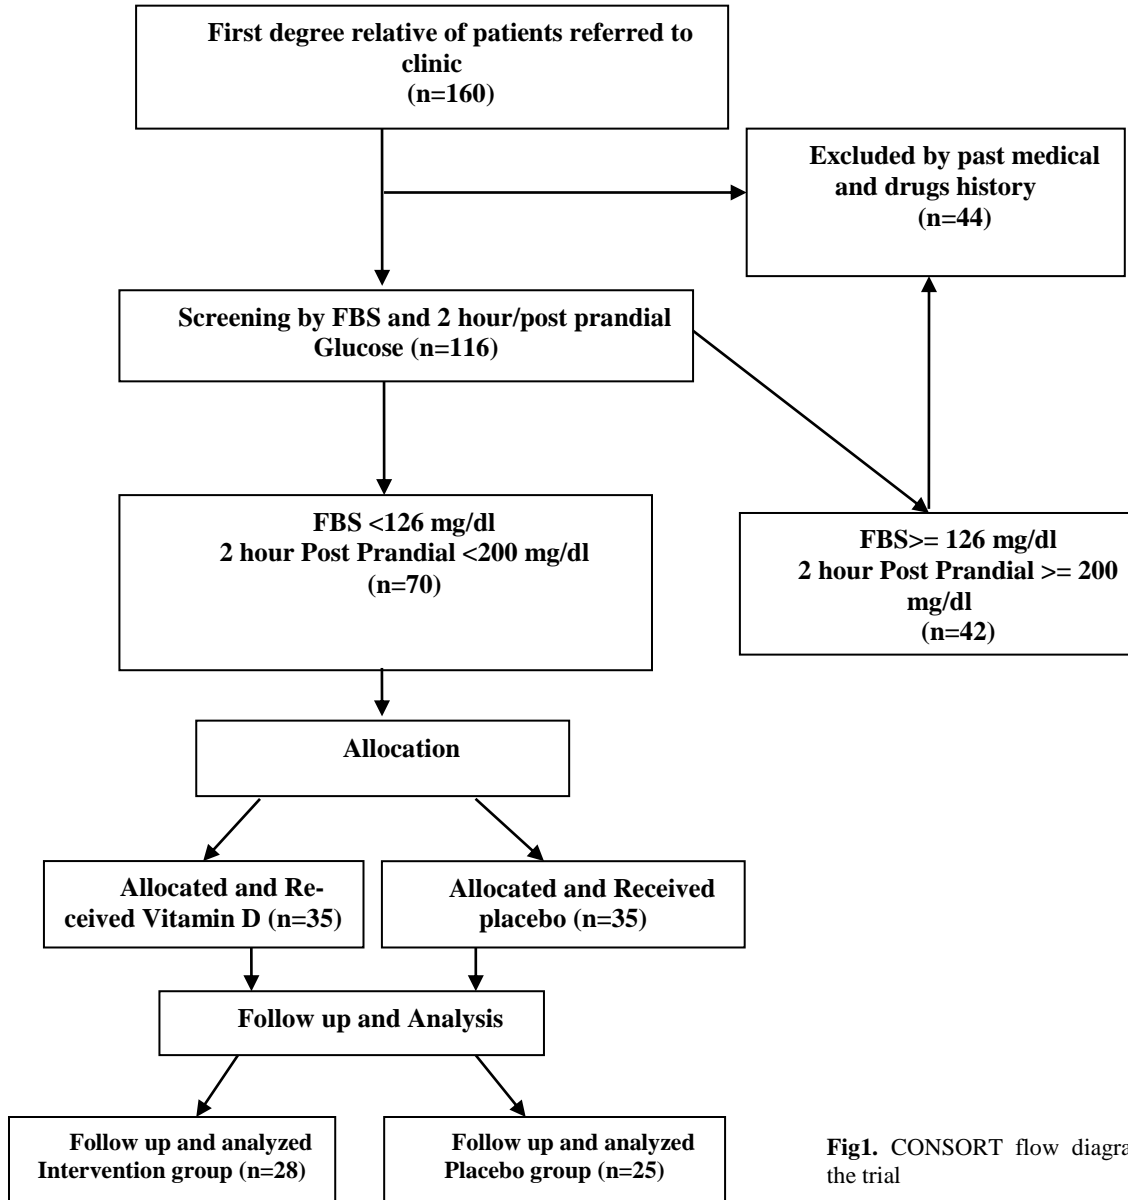 First degree relative of patients referred to
clinic
(n=160)
Excluded by past medical
and drugs history
(n=44)
Screening by FBS and 2 hour/post prandial
Glucose (n=116)
FBS <126 mg/dl
2 hour Post Prandial <200 mg/dl
(n=70)
FBS>= 126 mg/dl
2 hour Post Prandial >= 200
mg/dl
(n=42)
Allocation
Allocated and Re-
ceived Vitamin D (n=35)
Allocated and Received
placebo (n=35)
Follow up and Analysis
Follow up and analyzed
Intervention group (n=28)
Follow up and analyzed
Placebo group (n=25)
Fig1. CONSORT flow
the trial